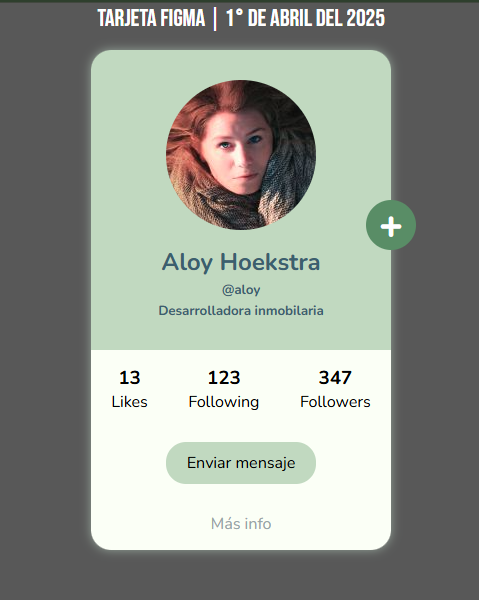 TARJETA FIGMA | 1° DE ABRIL DEL 2025
Aloy Hoekstra
@aloy
Desarrolladora inmobilaria
13 123 347
Likes Following Followers
Enviar mensaje
Más info